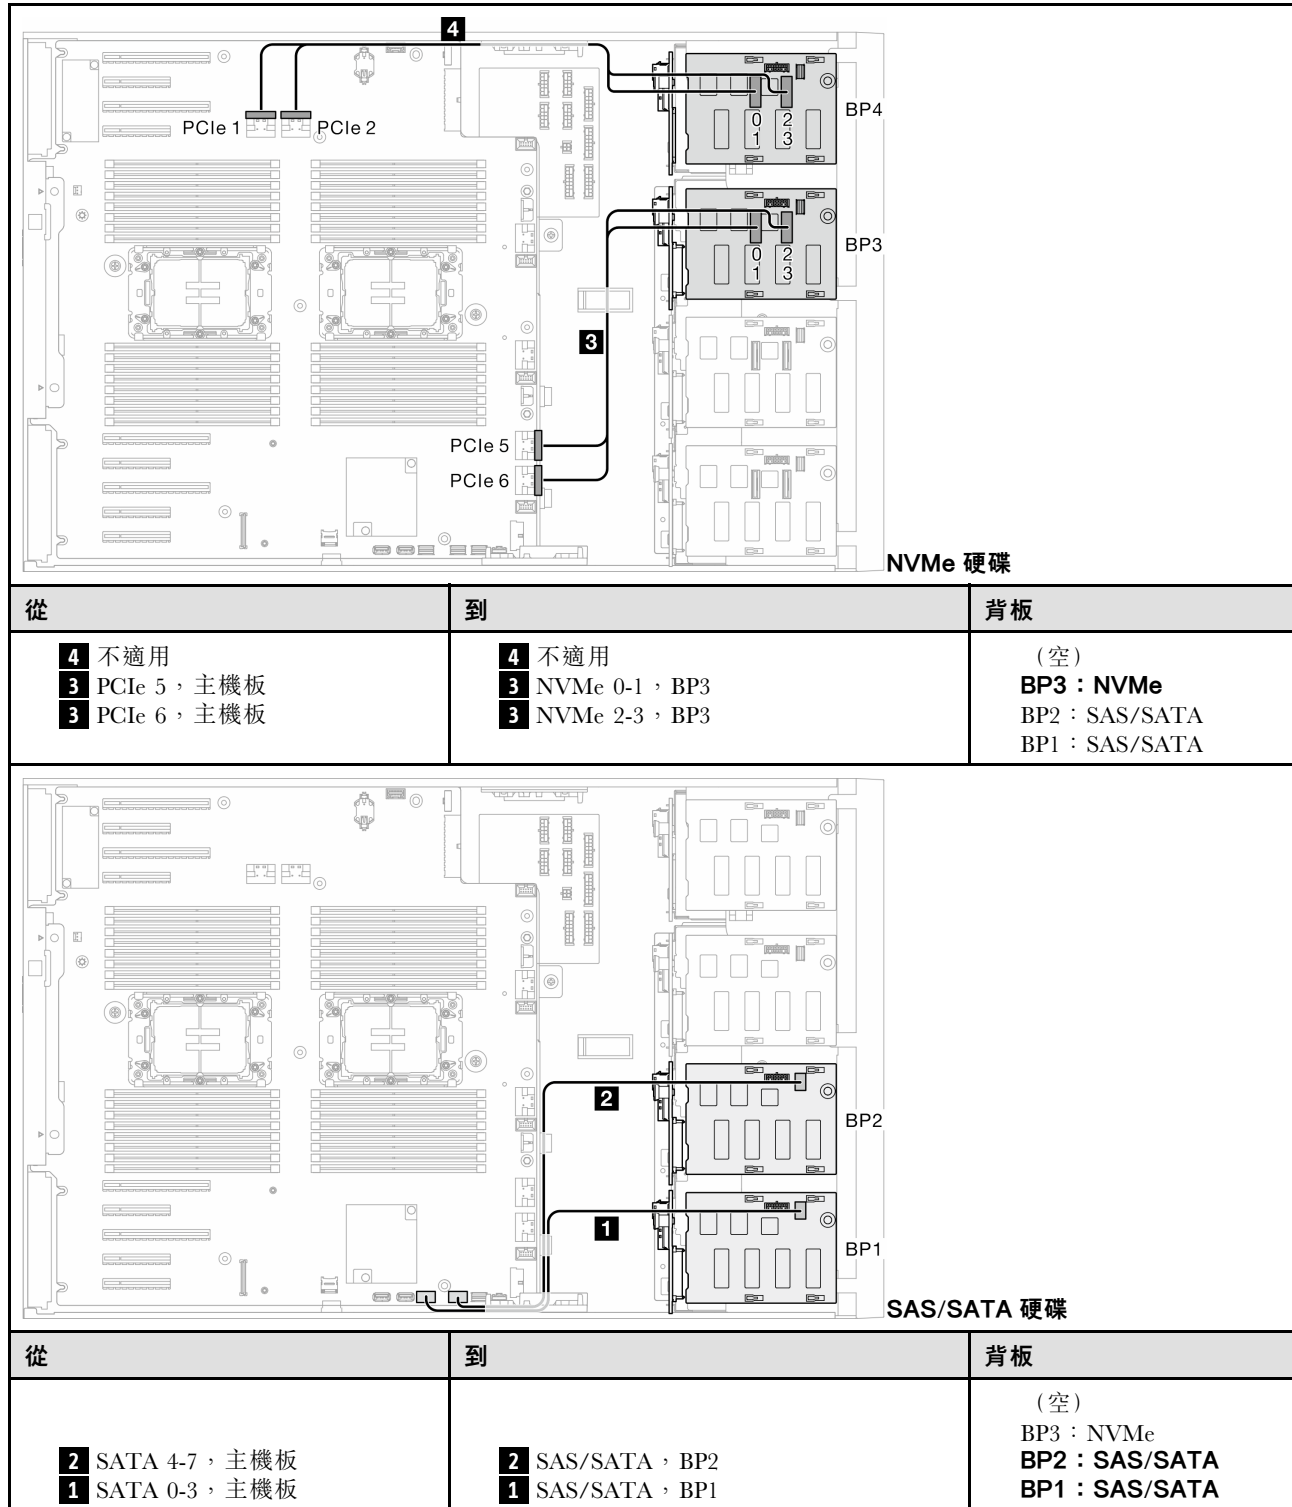 4
PCIe 1
PCIe 2
0 2
1 3
BP4
0 2
1 3
BP3
3
PCIe 5
PCIe 6
NVMe 硬碟
從 到 背板
4 不適用 4 不適用 (空)
3 PCIe 5，主機板 3 NVMe 0-1，BP3 BP3：NVMe
3 PCIe 6，主機板 3 NVMe 2-3，BP3 BP2：SAS/SATA
BP1：SAS/SATA
2
BP2
1
BP1
SAS/SATA 硬碟
從 到 背板
(空)
BP3：NVMe
2 SATA 4-7，主機板 2 SAS/SATA，BP2 BP2：SAS/SATA
1 SATA 0-3，主機板 1 SAS/SATA，BP1 BP1：SAS/SATA